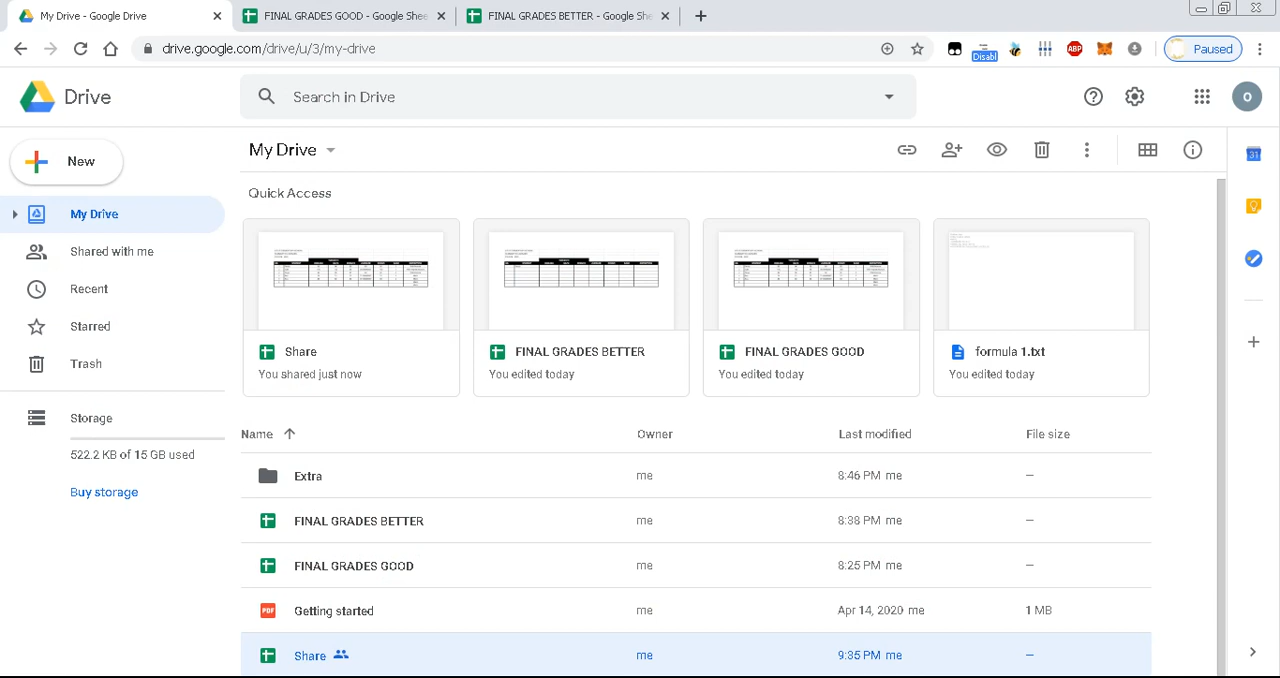 My Drive - Google Drive
FINAL GRADES GOOD - Google Shee
FINAL GRADES BETTER - Google She
drive.google.com/drive/u/3/my-drive
Disabl
ABP
Paused
Drive
Search in Drive
o
New
My Drive
31
Quick Access
My Drive
Shared with me
Recent
Starred
Trash
Storage
522.2 KB of 15 GB used
Buy storage
Share
You shared just now
FINAL GRADES BETTER
You edited today
FINAL GRADES GOOD
You edited today
formula 1.txt
You edited today
Name Owner Last modified File size
Extra me 8:46 PM me –
FINAL GRADES BETTER me 8:38 PM me –
FINAL GRADES GOOD me 8:25 PM me –
PDF Getting started me Apr 14, 2020 me 1 MB
Share me 9:35 PM me –